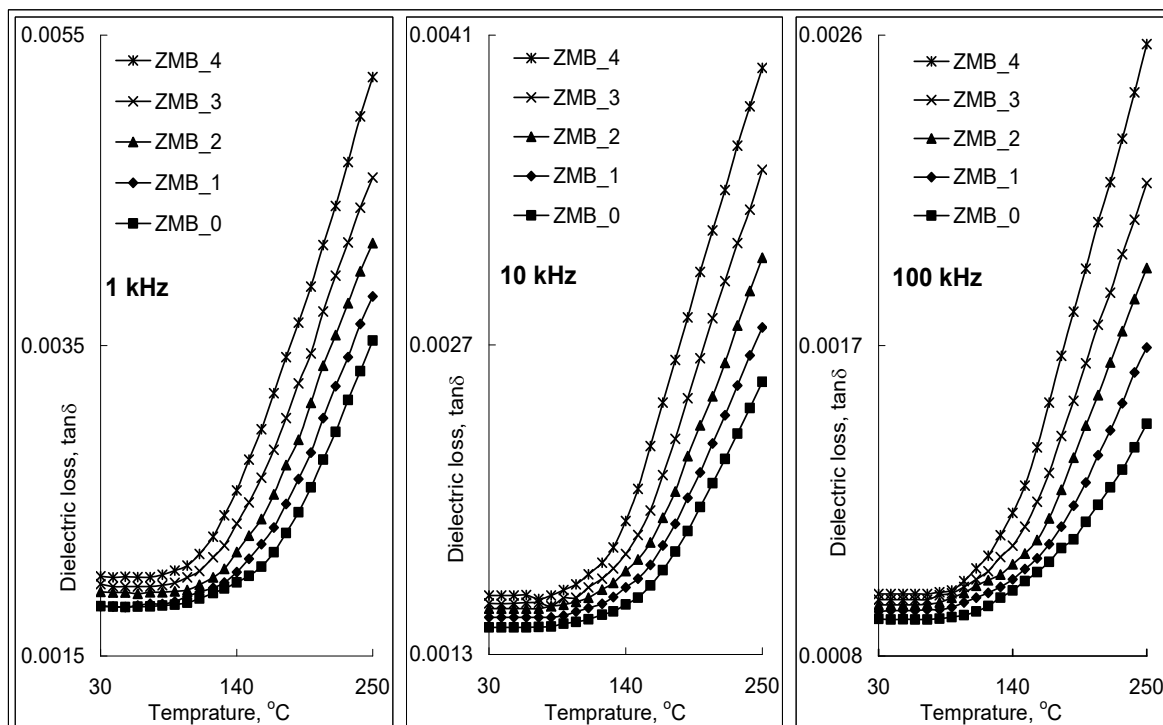 0.0055
ZMB_4
ZMB_3
ZMB_2
ZMB_1
ZMB_0
1 kHz
0.0035
Dielectric loss, tanδ
0.0015
30
140
250
Temprature, °C
0.0041
ZMB_4
ZMB_3
ZMB_2
ZMB_1
ZMB_0
10 kHz
0.0027
Dielectric loss, tanδ
0.0013
30
140
250
Temprature, °C
0.0026
ZMB_4
ZMB_3
ZMB_2
ZMB_1
ZMB_0
100 kHz
0.0017
Dielectric loss, tanδ
0.0008
30
140
250
Temprature, °C